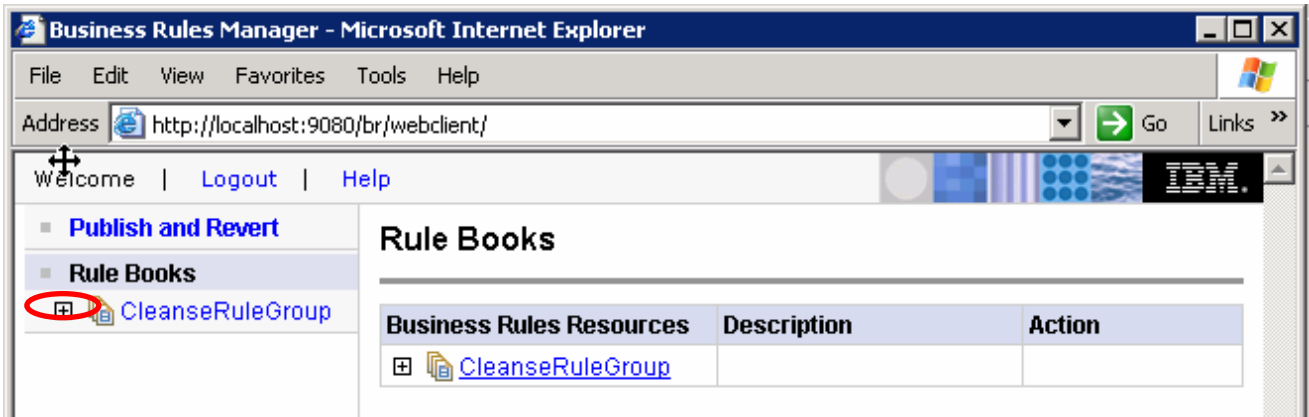 Business Rules Manager - Microsoft Internet Explorer
File Edit View Favorites Tools Help
Address http://localhost:9080/br/webclient/ Go Links »
Welcome | Logout | Help IBM.
Publish and Revert
Rule Books
CleanseRuleGroup
Rule Books
Business Rules Resources Description Action
CleanseRuleGroup